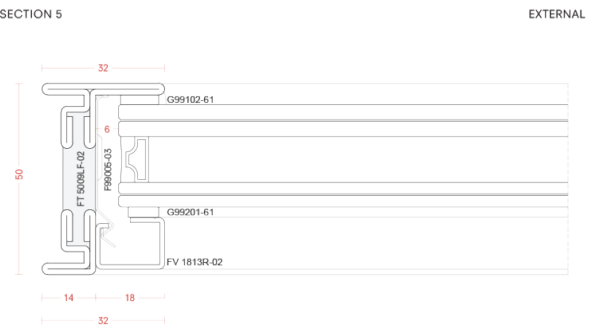 SECTION 5
EXTERNAL
32
G99102-61
6
50
FT 5009LF-02
F99005-03
G99201-61
FV 1813R-02
14
18
32